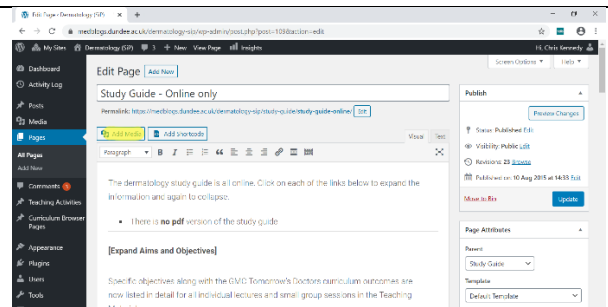 Edit Page ‹ Dermatology (SiP)
medblogs.dundee.ac.uk/dermatology-sip/wp-admin/post.php?post=108&action=edit
My Sites Dermatology (SiP) 3 + New View Page Insights Hi, Chris Kennedy
Screen Options Help
Dashboard
Activity Log
Posts
Media
Pages
All Pages
Add New
Comments
Teaching Activities
Curriculum Browser
Pages
Appearance
Plugins
Users
Tools
Edit Page Add New
Study Guide - Online only
Permalink: https://medblogs.dundee.ac.uk/dermatology-sip/study-guide/study-guide-online/ Edit
Add Media Add Shortcode Visual Text
Paragraph B I
The dermatology study guide is all online. Click on each of the links below to expand the
information and again to collapse.
There is no pdf version of the study guide
[Expand Aims and Objectives]
Specific objectives along with the GMC Tomorrow's Doctors curriculum outcomes are
now listed in detail for all individual lectures and small group sessions in the Teaching
Publish
Preview Changes
Status: Published Edit
Visibility: Public Edit
Revisions: 25 Browse
Published on: 10 Aug 2015 at 14:33 Edit
Move to Bin Update
Page Attributes
Parent
Study Guide
Template
Default Template